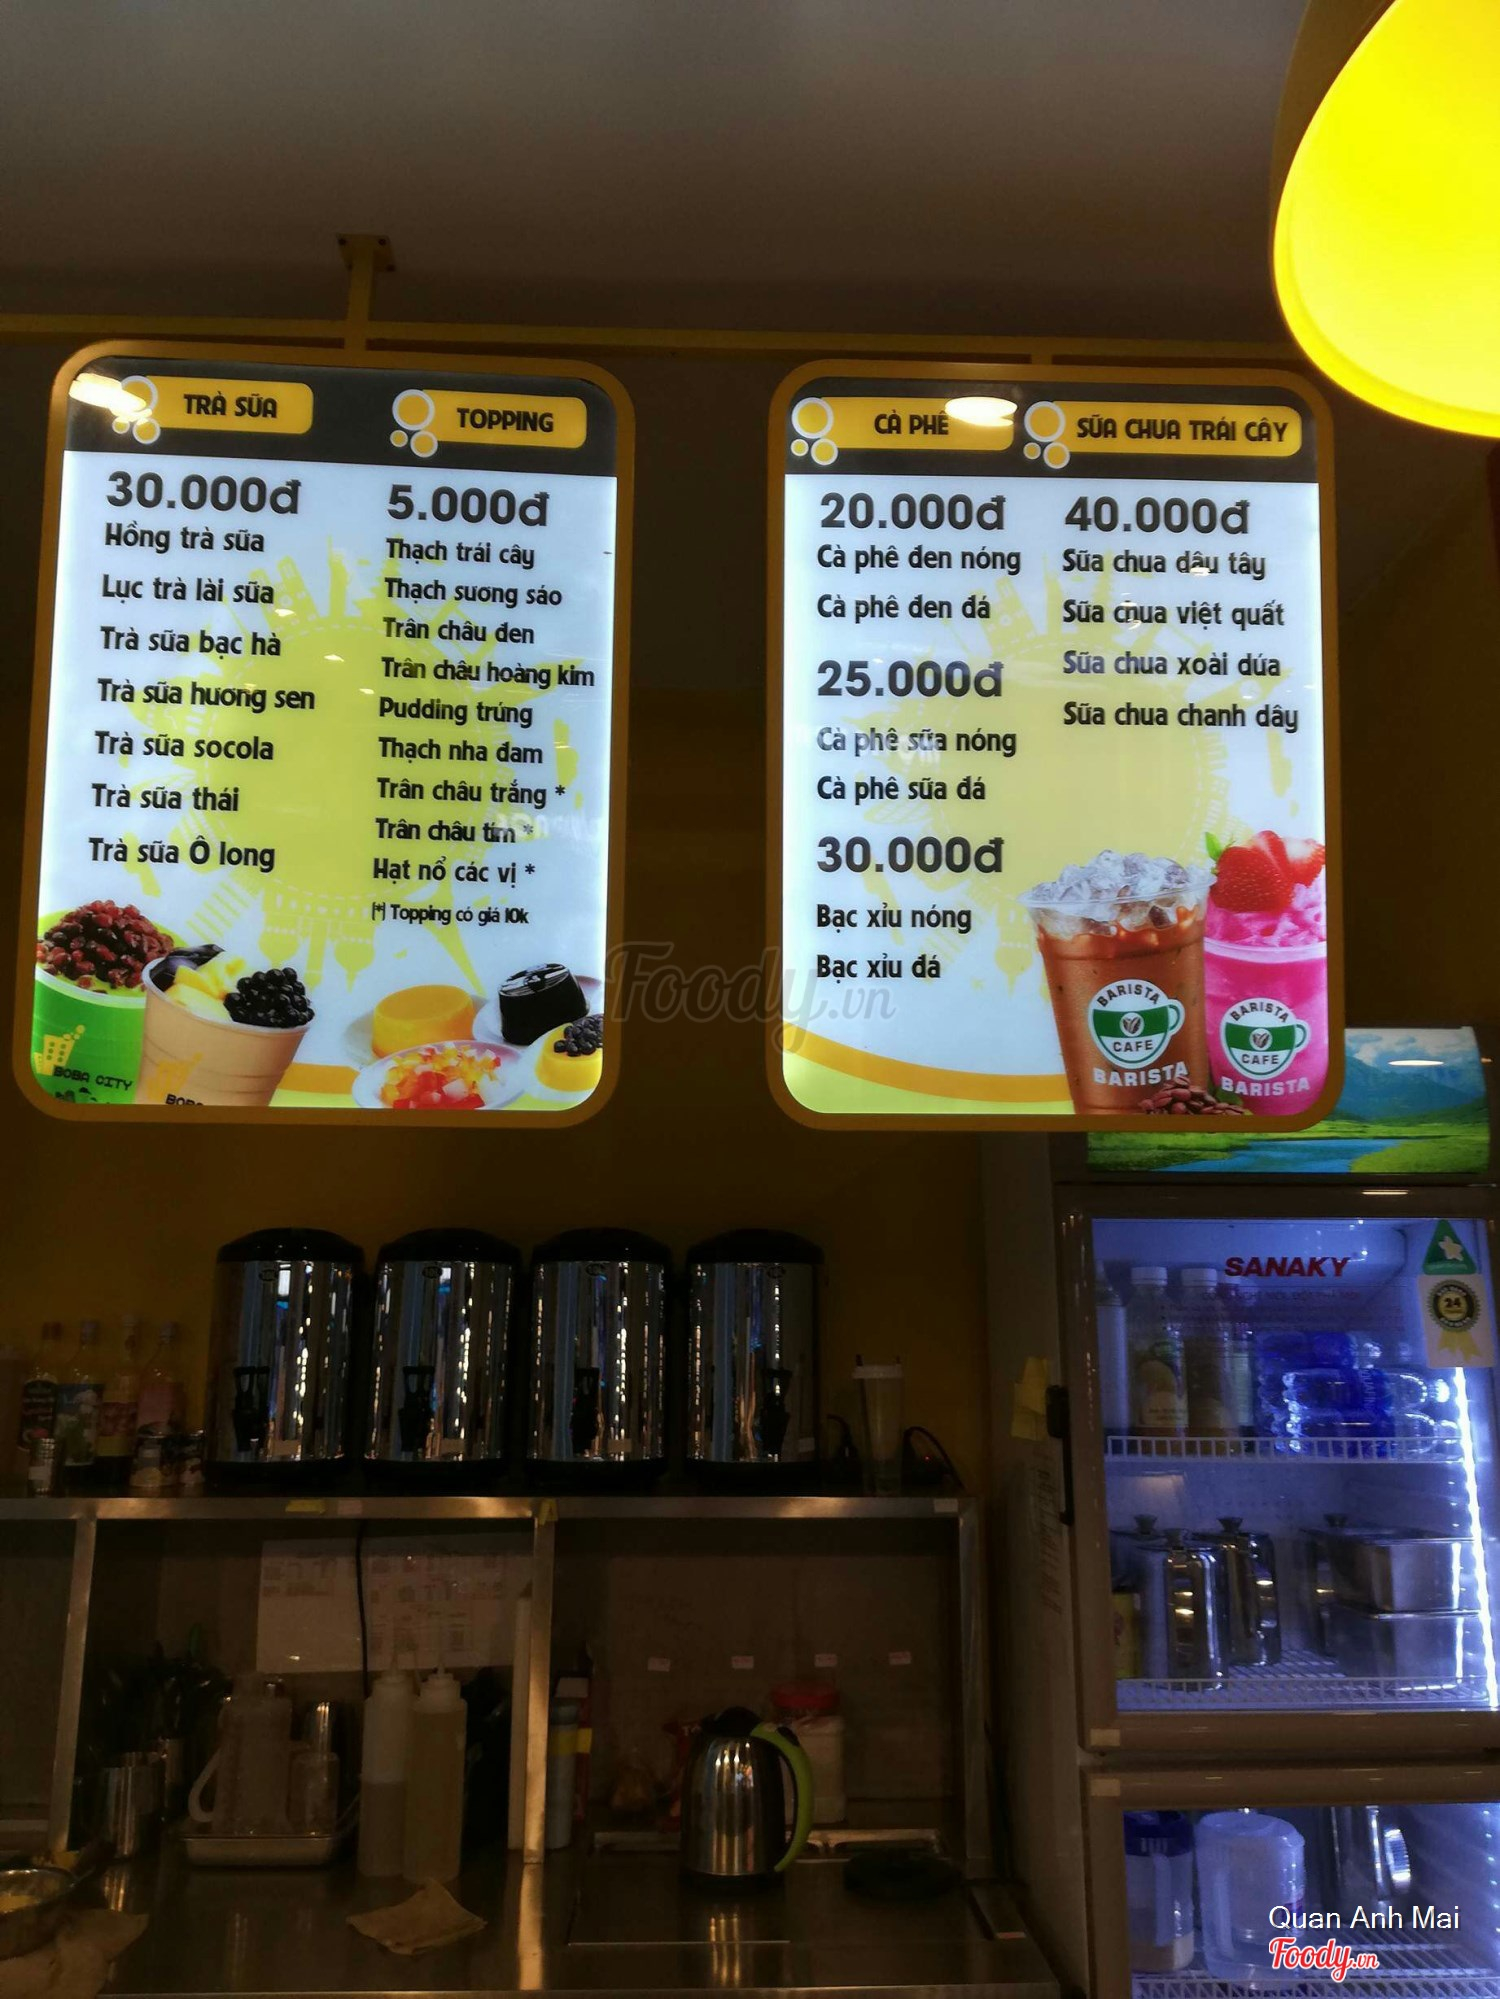 TRÀ SỮA
30.000đ
Hồng trà sữa
Lục trà lài sữa
Trà sữa bạc hà
Trà sữa hương sen
Trà sữa socola
Trà sữa thái
Trà sữa Ô long
TOPPING
5.000đ
Thạch trái cây
Thạch sương sáo
Trân châu đen
Trân châu hoàng kim
Pudding trứng
Thạch nha đam
Trân châu trắng *
Trân châu tím *
Hạt nổ các vị *
(*) Topping có giá 10k
BOBA CITY
CÀ PHÊ
20.000đ
Cà phê đen nóng
Cà phê đen đá
25.000đ
Cà phê sữa nóng
Cà phê sữa đá
30.000đ
Bạc xỉu nóng
Bạc xỉu đá
SỮA CHUA TRÁI CÂY
40.000đ
Sữa chua dâu tây
Sữa chua việt quất
Sữa chua xoài dứa
Sữa chua chanh dây
BARISTA
CAFE
BARISTA
BARISTA
CAFE
BARISTA
Foody.vn
SANAKY
24
Quan Anh Mai
Foody.vn